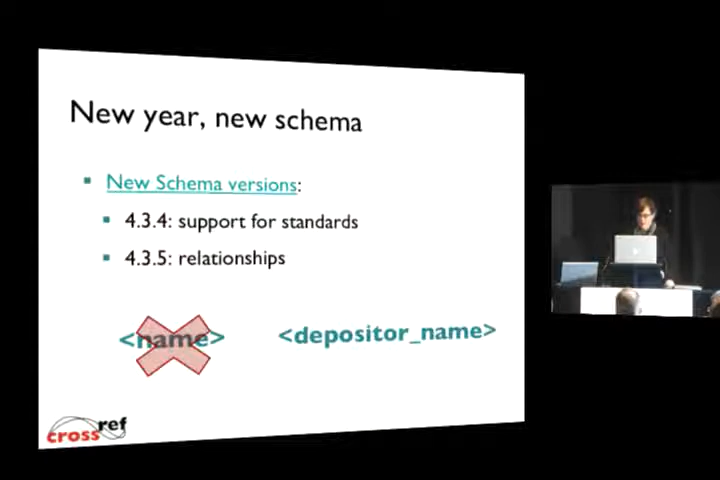 New year, new schema
New Schema versions:
4.3.4: support for standards
4.3.5: relationships
<name>
<depositor_name>
crossref